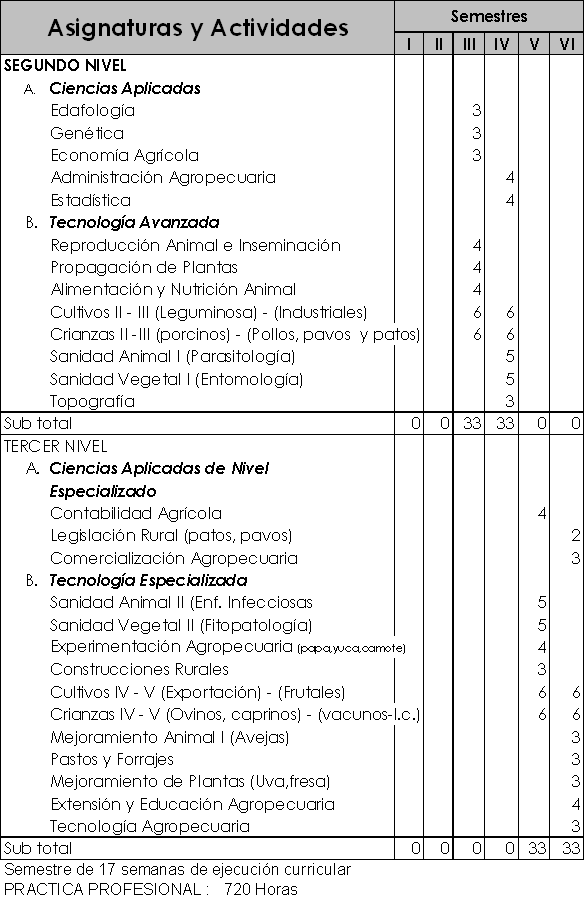 Asignaturas y Actividades Semestres
I II III IV V VI
SEGUNDO NIVEL
A. Ciencias Aplicadas
Edafología 3
Genética 3
Economía Agrícola 3
Administración Agropecuaria 4
Estadística 4
B. Tecnología Avanzada
Reproducción Animal e Inseminación 4
Propagación de Plantas 4
Alimentación y Nutrición Animal 4
Cultivos II - III (Leguminosa) - (Industriales) 6 6
Crianzas II -III (porcinos) - (Pollos, pavos y patos) 6 6
Sanidad Animal I (Parasitología) 5
Sanidad Vegetal I (Entomología) 5
Topografía 3
Sub total 0 0 33 33 0 0
TERCER NIVEL
A. Ciencias Aplicadas de Nivel
Especializado
Contabilidad Agrícola 4
Legislación Rural (patos, pavos) 2
Comercialización Agropecuaria 3
B. Tecnología Especializada
Sanidad Animal II (Enf. Infecciosas 5
Sanidad Vegetal II (Fitopatología) 5
Experimentación Agropecuaria (papa,yuca,camote) 4
Construcciones Rurales 3
Cultivos IV - V (Exportación) - (Frutales) 6 6
Crianzas IV - V (Ovinos, caprinos) - (vacunos-l.c.) 6 6
Mejoramiento Animal I (Avejas) 3
Pastos y Forrajes 3
Mejoramiento de Plantas (Uva,fresa) 3
Extensión y Educación Agropecuaria 4
Tecnología Agropecuaria 3
Sub total 0 0 0 0 33 33
Semestre de 17 semanas de ejecución curricular
PRACTICA PROFESIONAL : 720 Horas